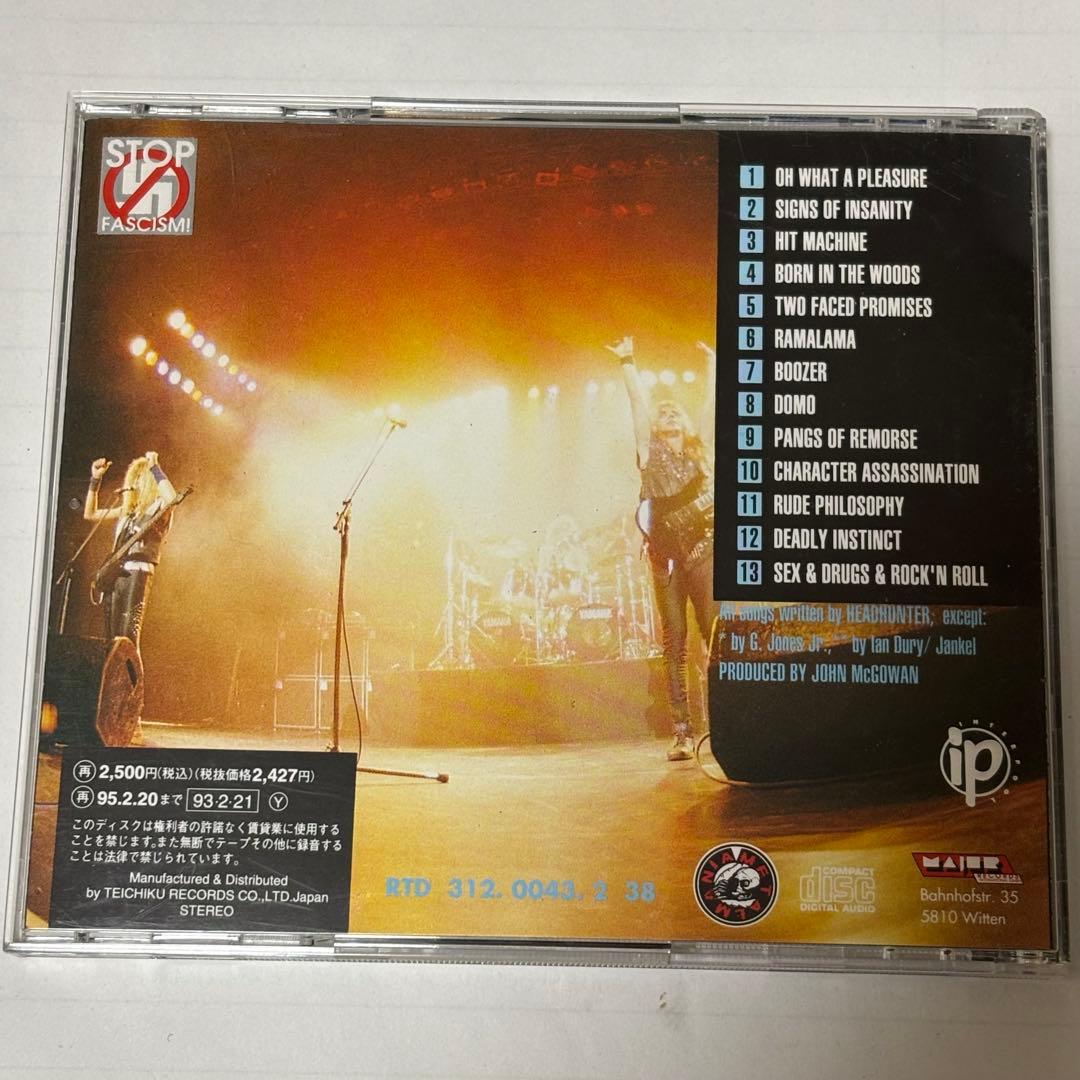 STOP
FASCISM!
1 OH WHAT A PLEASURE
2 SIGNS OF INSANITY
3 HIT MACHINE
4 BORN IN THE WOODS
5 TWO FACED PROMISES
6 RAMALAMA
7 BOOZER
8 DOMO
9 PANGS OF REMORSE
10 CHARACTER ASSASSINATION
11 RUDE PHILOSOPHY
12 DEADLY INSTINCT
13 SEX & DRUGS & ROCK'N ROLL
All songs written by HEADHUNTER, except:
* by G. Jones Jr., ** by Ian Dury/ Jankel
PRODUCED BY JOHN McGOWAN
YAMAHA
YAMAHA
INTERPOOL
ip
再 2,500円(税込)(税抜価格2,427円)
再 95.2.20まで 93・2・21 Y
このディスクは権利者の許諾なく賃貸業に使用する
ことを禁じます。また無断でテープその他に録音する
ことは法律で禁じられています。
Manufactured & Distributed
by TEICHIKU RECORDS CO.,LTD.Japan
STEREO
RTD 312. 0043. 2 38
COMPACT
disc
DIGITAL AUDIO
MAJOR
records
Bahnhofstr. 35
5810 Witten